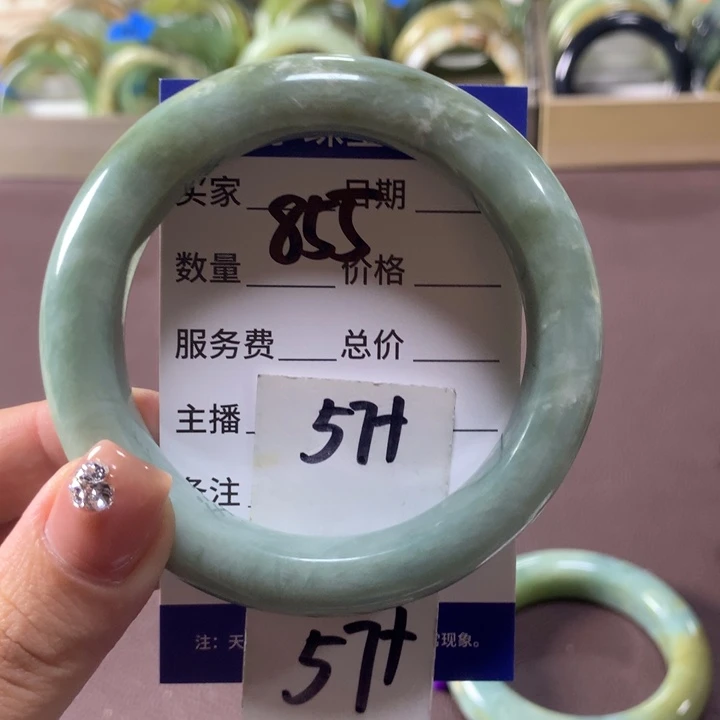 买家 日期
855
数量 价格
服务费 总价
主播
57H
备注
57H
注：天 现象。